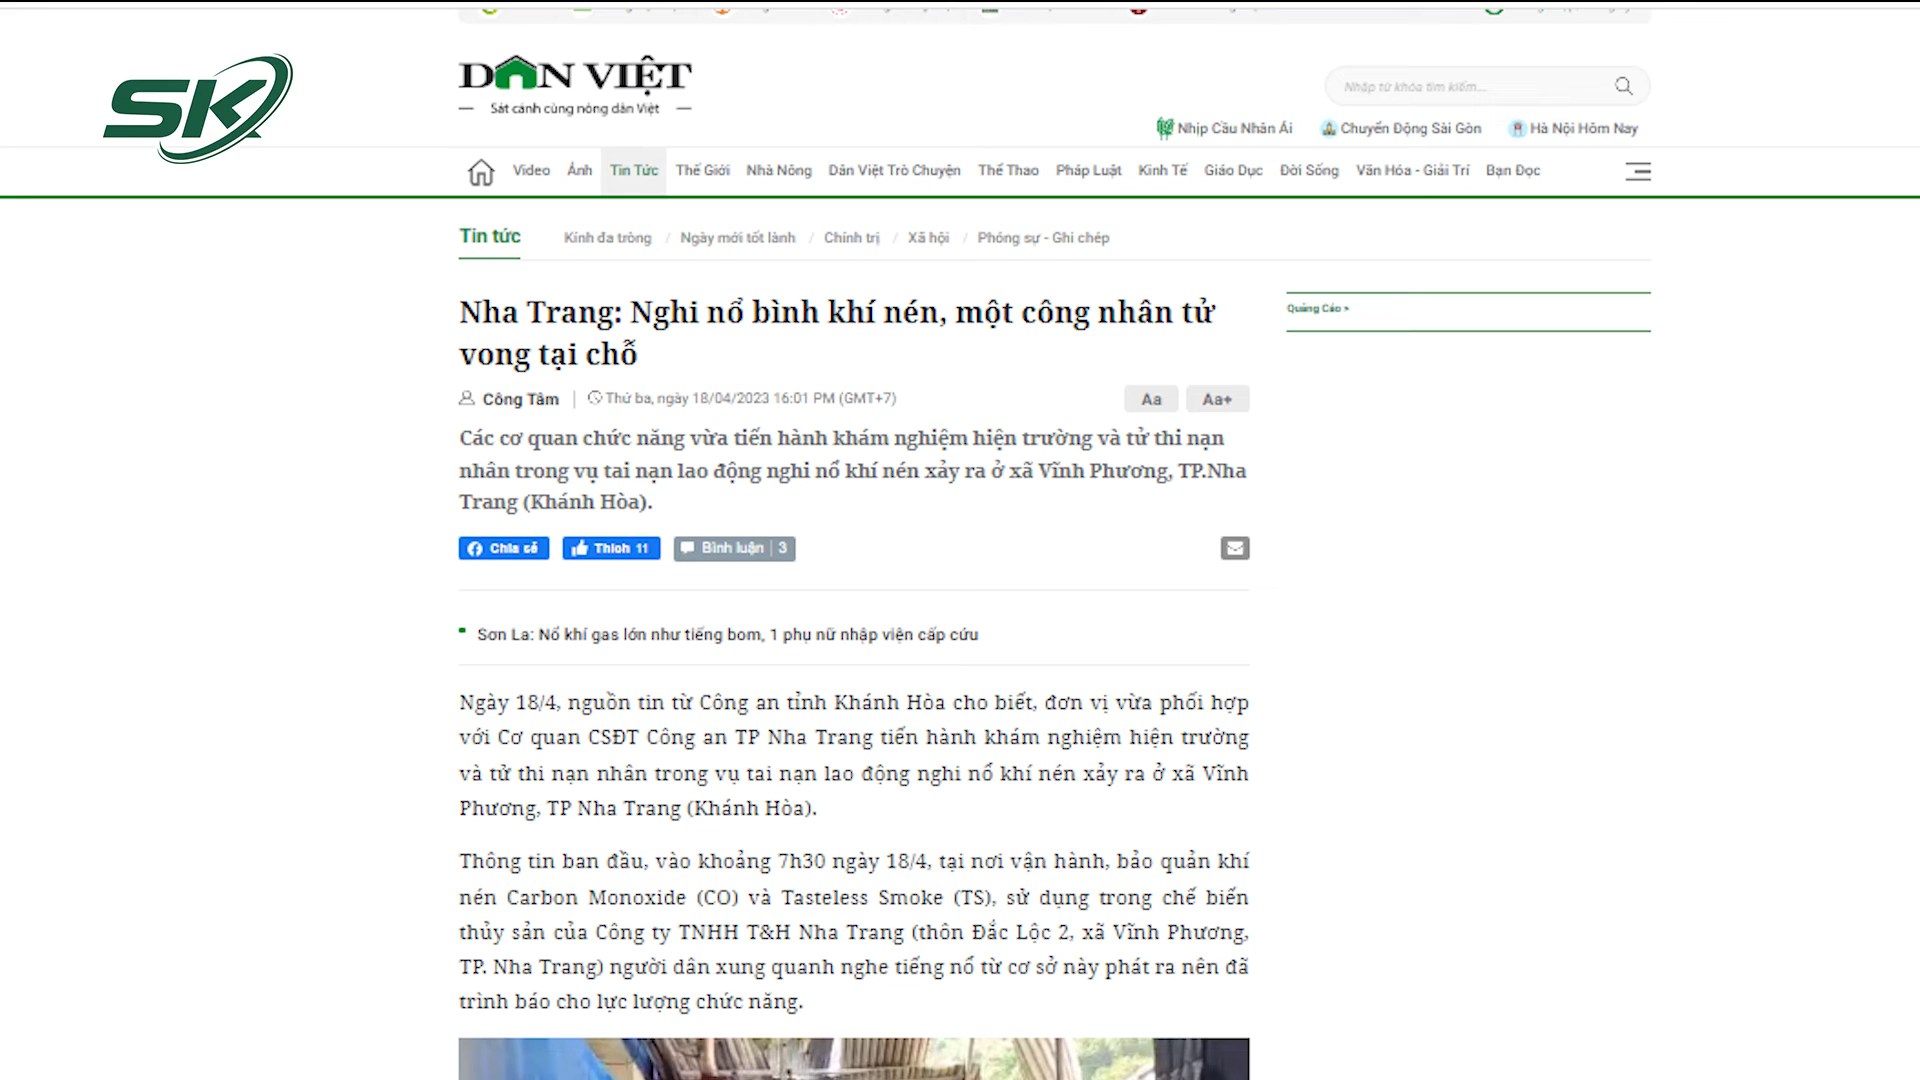 SK
DÂN VIỆT
Sát cánh cùng nông dân Việt
Nhập từ khóa tìm kiếm...
Nhịp Cầu Nhân Ái
Chuyển Động Sài Gòn
Hà Nội Hôm Nay
Video Ảnh Tin Tức Thế Giới Nhà Nông Dân Việt Trò Chuyện Thể Thao Pháp Luật Kinh Tế Giáo Dục Đời Sống Văn Hóa - Giải Trí Bạn Đọc
Tin tức Kính đa tròng / Ngày mới tốt lành / Chính trị / Xã hội / Phóng sự - Ghi chép
Nha Trang: Nghi nổ bình khí nén, một công nhân tử
vong tại chỗ
Quảng Cáo >
Công Tâm | Thứ ba, ngày 18/04/2023 16:01 PM (GMT+7)
Aa Aa+
Các cơ quan chức năng vừa tiến hành khám nghiệm hiện trường và tử thi nạn
nhân trong vụ tai nạn lao động nghi nổ khí nén xảy ra ở xã Vĩnh Phương, TP.Nha
Trang (Khánh Hòa).
Chia sẻ Thích 11 Bình luận | 3
Sơn La: Nổ khí gas lớn như tiếng bom, 1 phụ nữ nhập viện cấp cứu
Ngày 18/4, nguồn tin từ Công an tỉnh Khánh Hòa cho biết, đơn vị vừa phối hợp
với Cơ quan CSĐT Công an TP Nha Trang tiến hành khám nghiệm hiện trường
và tử thi nạn nhân trong vụ tai nạn lao động nghi nổ khí nén xảy ra ở xã Vĩnh
Phương, TP Nha Trang (Khánh Hòa).
Thông tin ban đầu, vào khoảng 7h30 ngày 18/4, tại nơi vận hành, bảo quản khí
nén Carbon Monoxide (CO) và Tasteless Smoke (TS), sử dụng trong chế biến
thủy sản của Công ty TNHH T&H Nha Trang (thôn Đắc Lộc 2, xã Vĩnh Phương,
TP. Nha Trang) người dân xung quanh nghe tiếng nổ từ cơ sở này phát ra nên đã
trình báo cho lực lượng chức năng.